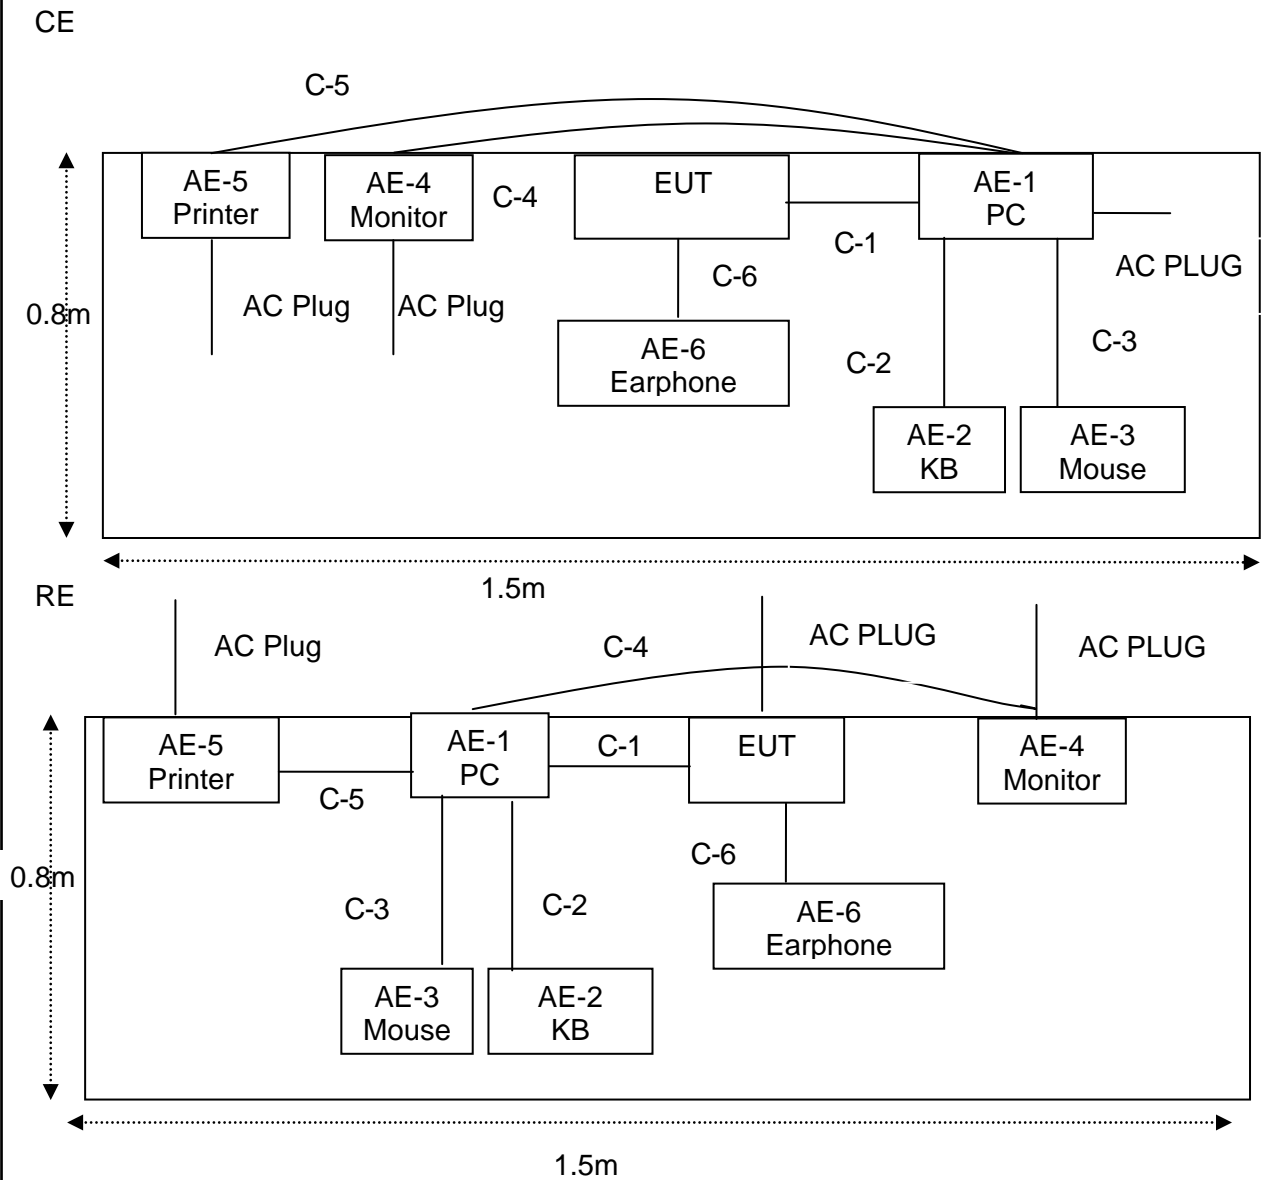 CE
C-5
AE-5
Printer
AE-4
Monitor
C-4
EUT
AE-1
PC
C-1
AC PLUG
C-6
AC Plug
AC Plug
0.8m
AE-6
Earphone
C-2
C-3
AE-2
KB
AE-3
Mouse
1.5m
RE
AC Plug
C-4
AC PLUG
AC PLUG
AE-5
Printer
AE-1
PC
C-1
EUT
AE-4
Monitor
C-5
C-6
0.8m
C-3
C-2
AE-6
Earphone
AE-3
Mouse
AE-2
KB
1.5m